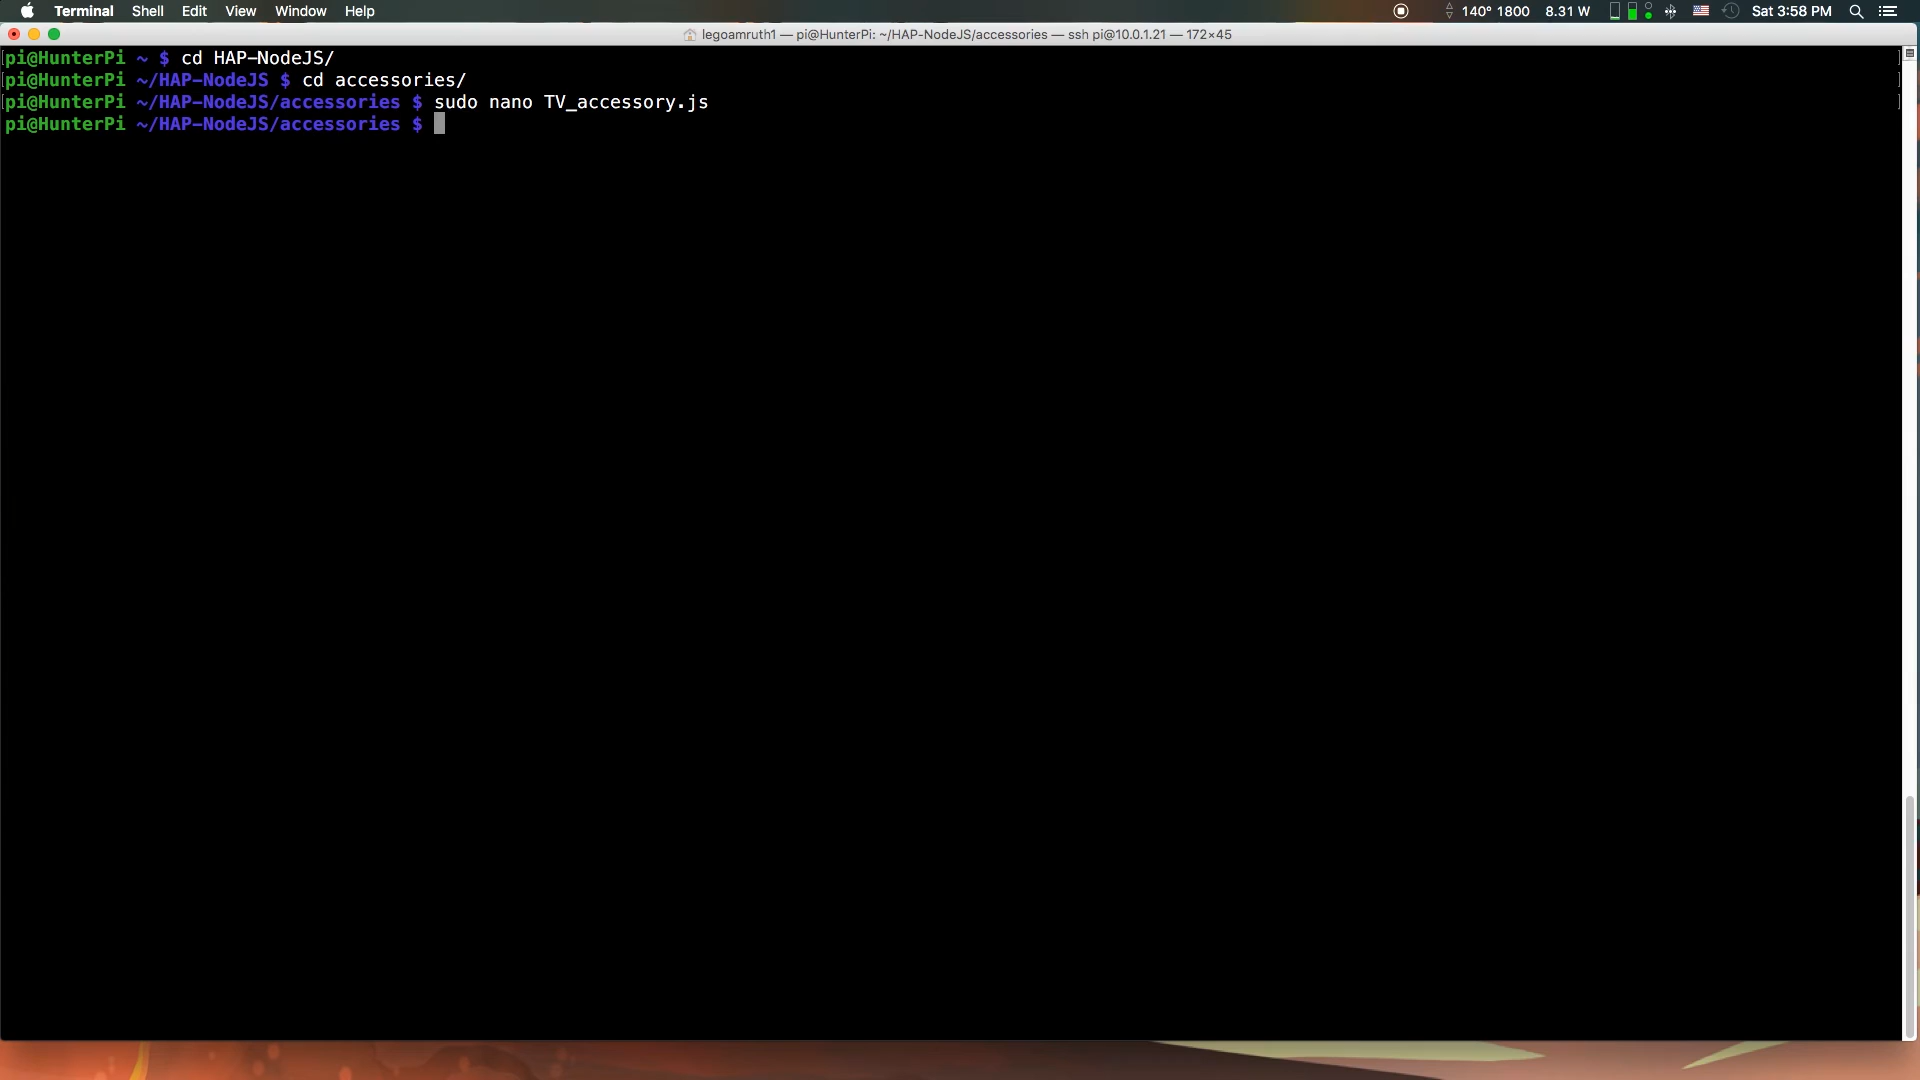 Terminal Shell Edit View Window Help 140° 1800 8.31 W Sat 3:58 PM
legoamruth1 — pi@HunterPi: ~/HAP-NodeJS/accessories — ssh pi@10.0.1.21 — 172×45
[pi@HunterPi ~ $ cd HAP-NodeJS/ ]
[pi@HunterPi ~/HAP-NodeJS $ cd accessories/ ]
[pi@HunterPi ~/HAP-NodeJS/accessories $ sudo nano TV_accessory.js ]
pi@HunterPi ~/HAP-NodeJS/accessories $